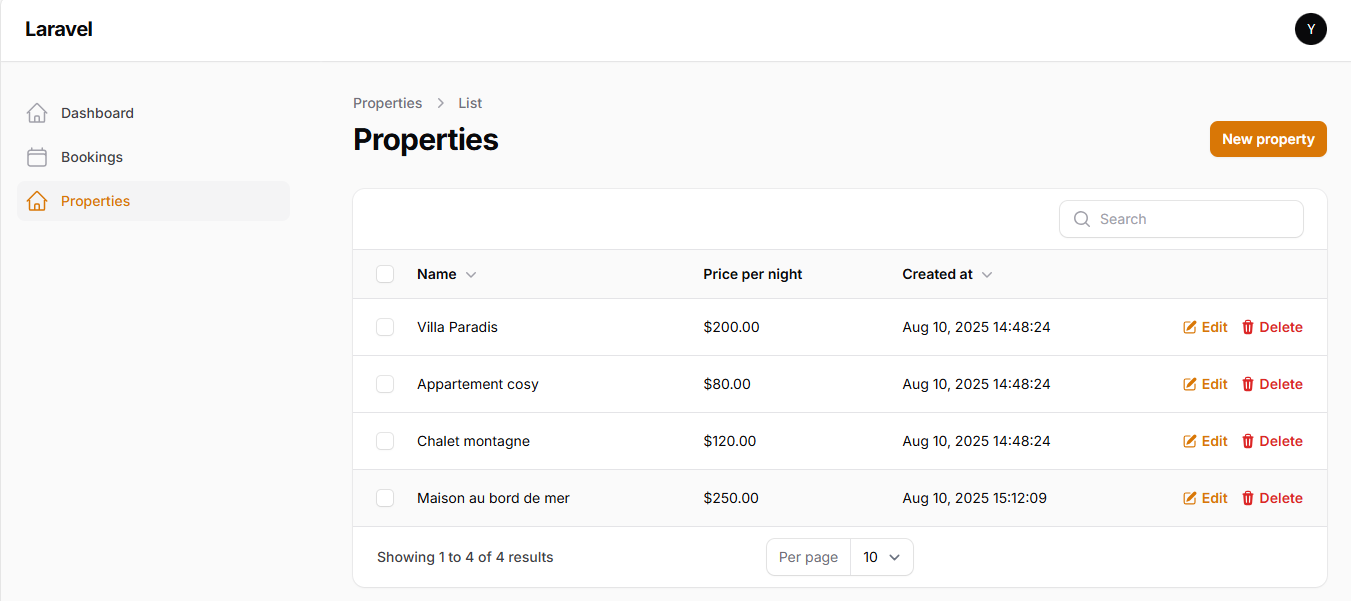 Laravel
Y
Dashboard
Bookings
Properties
Properties > List
Properties
New property
Search
Name Price per night Created at
Villa Paradis $200.00 Aug 10, 2025 14:48:24 Edit Delete
Appartement cosy $80.00 Aug 10, 2025 14:48:24 Edit Delete
Chalet montagne $120.00 Aug 10, 2025 14:48:24 Edit Delete
Maison au bord de mer $250.00 Aug 10, 2025 15:12:09 Edit Delete
Showing 1 to 4 of 4 results Per page 10